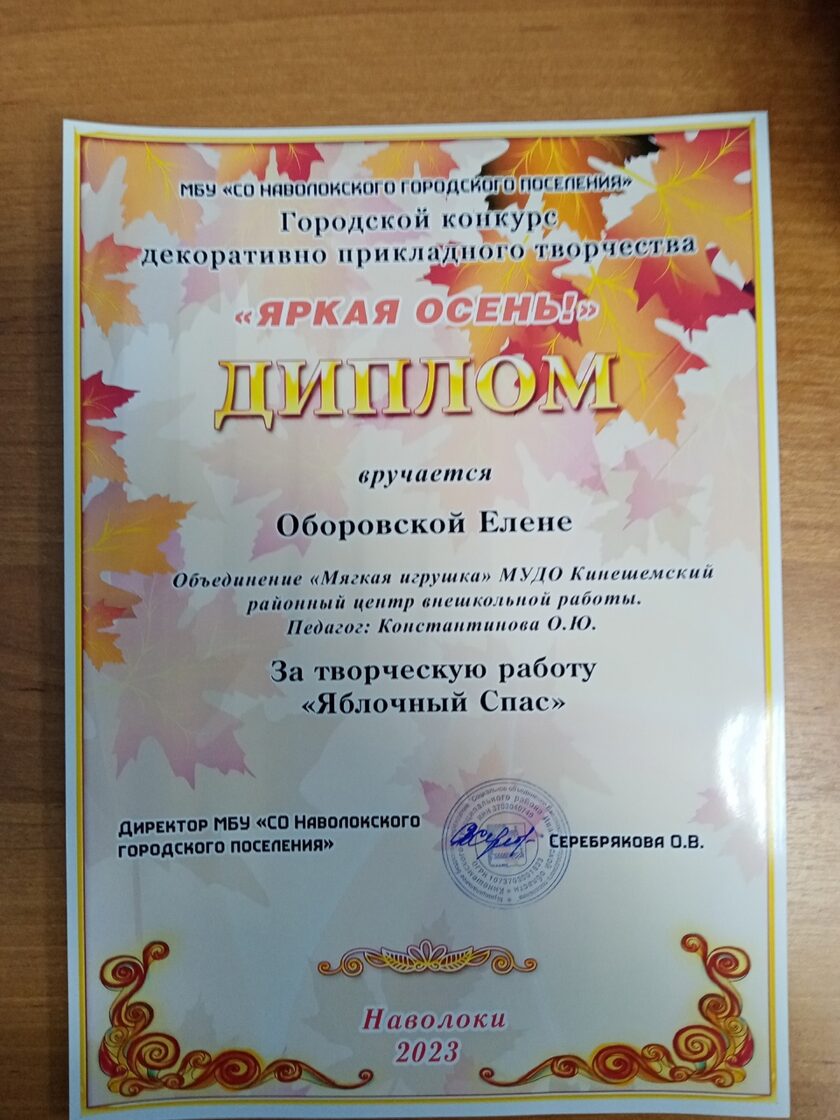 МБУ «СО НАВОЛОКСКОГО ГОРОДСКОГО ПОСЕЛЕНИЯ»
Городской конкурс
декоративно прикладного творчества
«ЯРКАЯ ОСЕНЬ!»
ДИПЛОМ
вручается
Оборовской Елене
Объединение «Мягкая игрушка» МУДО Кинешемский
районный центр внешкольной работы.
Педагог: Константинова О.Ю.
За творческую работу
«Яблочный Спас»
Директор МБУ «СО Наволокского
городского поселения»
Серебрякова О.В.
Наволоки
2023